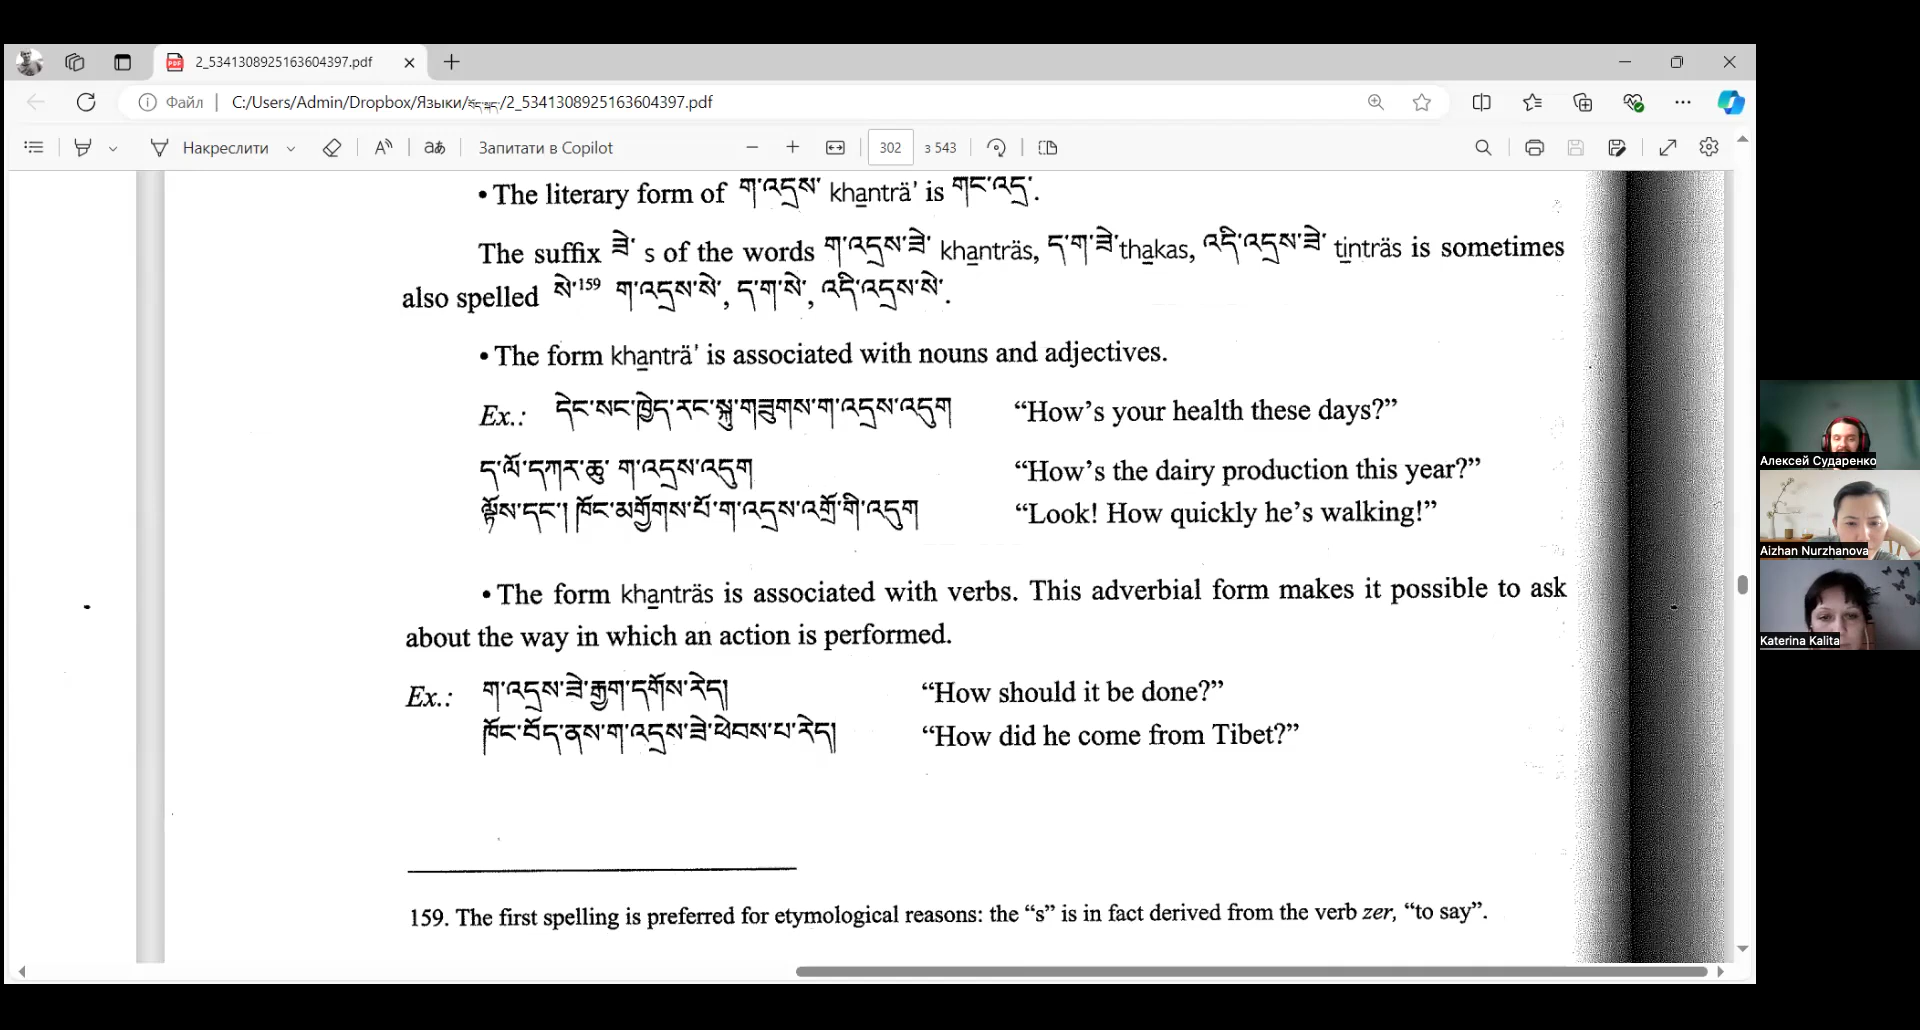 2_5341308925163604397.pdf
Файл | C:/Users/Admin/Dropbox/Языки/བོད་སྐད་/2_5341308925163604397.pdf
Накреслити
Запитати в Copilot
302 з 543
• The literary form of ག་འདྲས་ khanträ' is གང་འདྲ་.
The suffix ཟེ་ s of the words ག་འདྲས་ཟེ་ khanträs, ད་ག་ཟེ་ thakas, འདི་འདྲས་ཟེ་ tinträs is sometimes
also spelled སེ་159 ག་འདྲས་སེ་, ད་ག་སེ་, འདི་འདྲས་སེ་.
• The form khanträ' is associated with nouns and adjectives.
Ex.: དེང་སང་ཁྱེད་རང་སྐུ་གཟུགས་ག་འདྲས་འདུག “How's your health these days?”
ད་ལོ་དཀར་ཆུ་ ག་འདྲས་འདུག “How's the dairy production this year?”
ལྟོས་དང་། ཁོང་མགྱོགས་པོ་ག་འདྲས་འགྲོ་གི་འདུག “Look! How quickly he's walking!”
• The form khanträs is associated with verbs. This adverbial form makes it possible to ask
about the way in which an action is performed.
Ex.: ག་འདྲས་ཟེ་རྒྱག་དགོས་རེད། “How should it be done?”
ཁོང་བོད་ནས་ག་འདྲས་ཟེ་ཕེབས་པ་རེད། “How did he come from Tibet?”
159. The first spelling is preferred for etymological reasons: the “s” is in fact derived from the verb zer, “to say”.
Алексей Сударенко
Aizhan Nurzhanova
Katerina Kalita